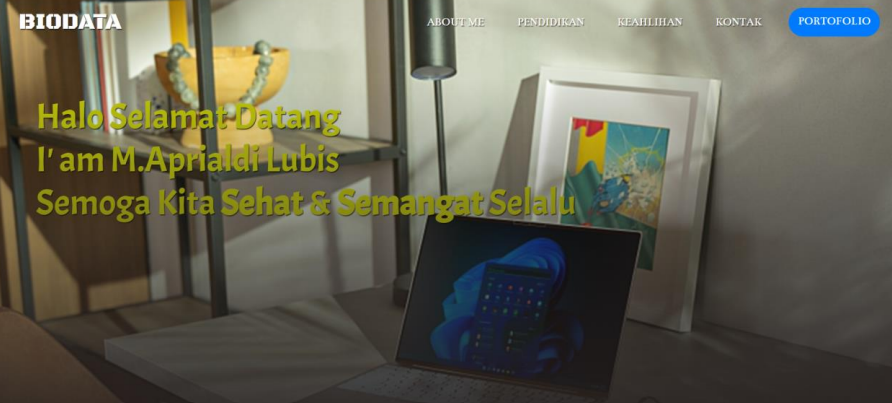 BIODATA
ABOUT ME
PENDIDIKAN
KEAHLIHAN
KONTAK
PORTOFOLIO
Halo Selamat Datang
I' am M.Aprialdi Lubis
Semoga Kita Sehat & Semangat Selalu